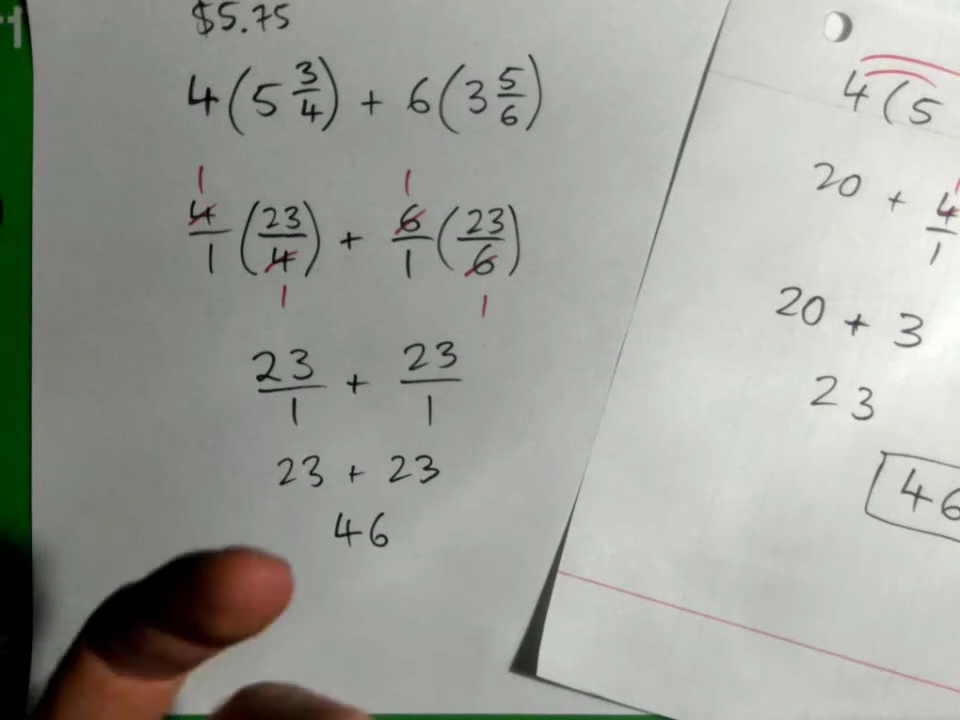 $5.75
4(5 3/4) + 6(3 5/6)
1 1
4/1 (23/4) + 6/1 (23/6)
1 1
23/1 + 23/1
23 + 23
46
4(5
20 + 4/1
20 + 3
23
46